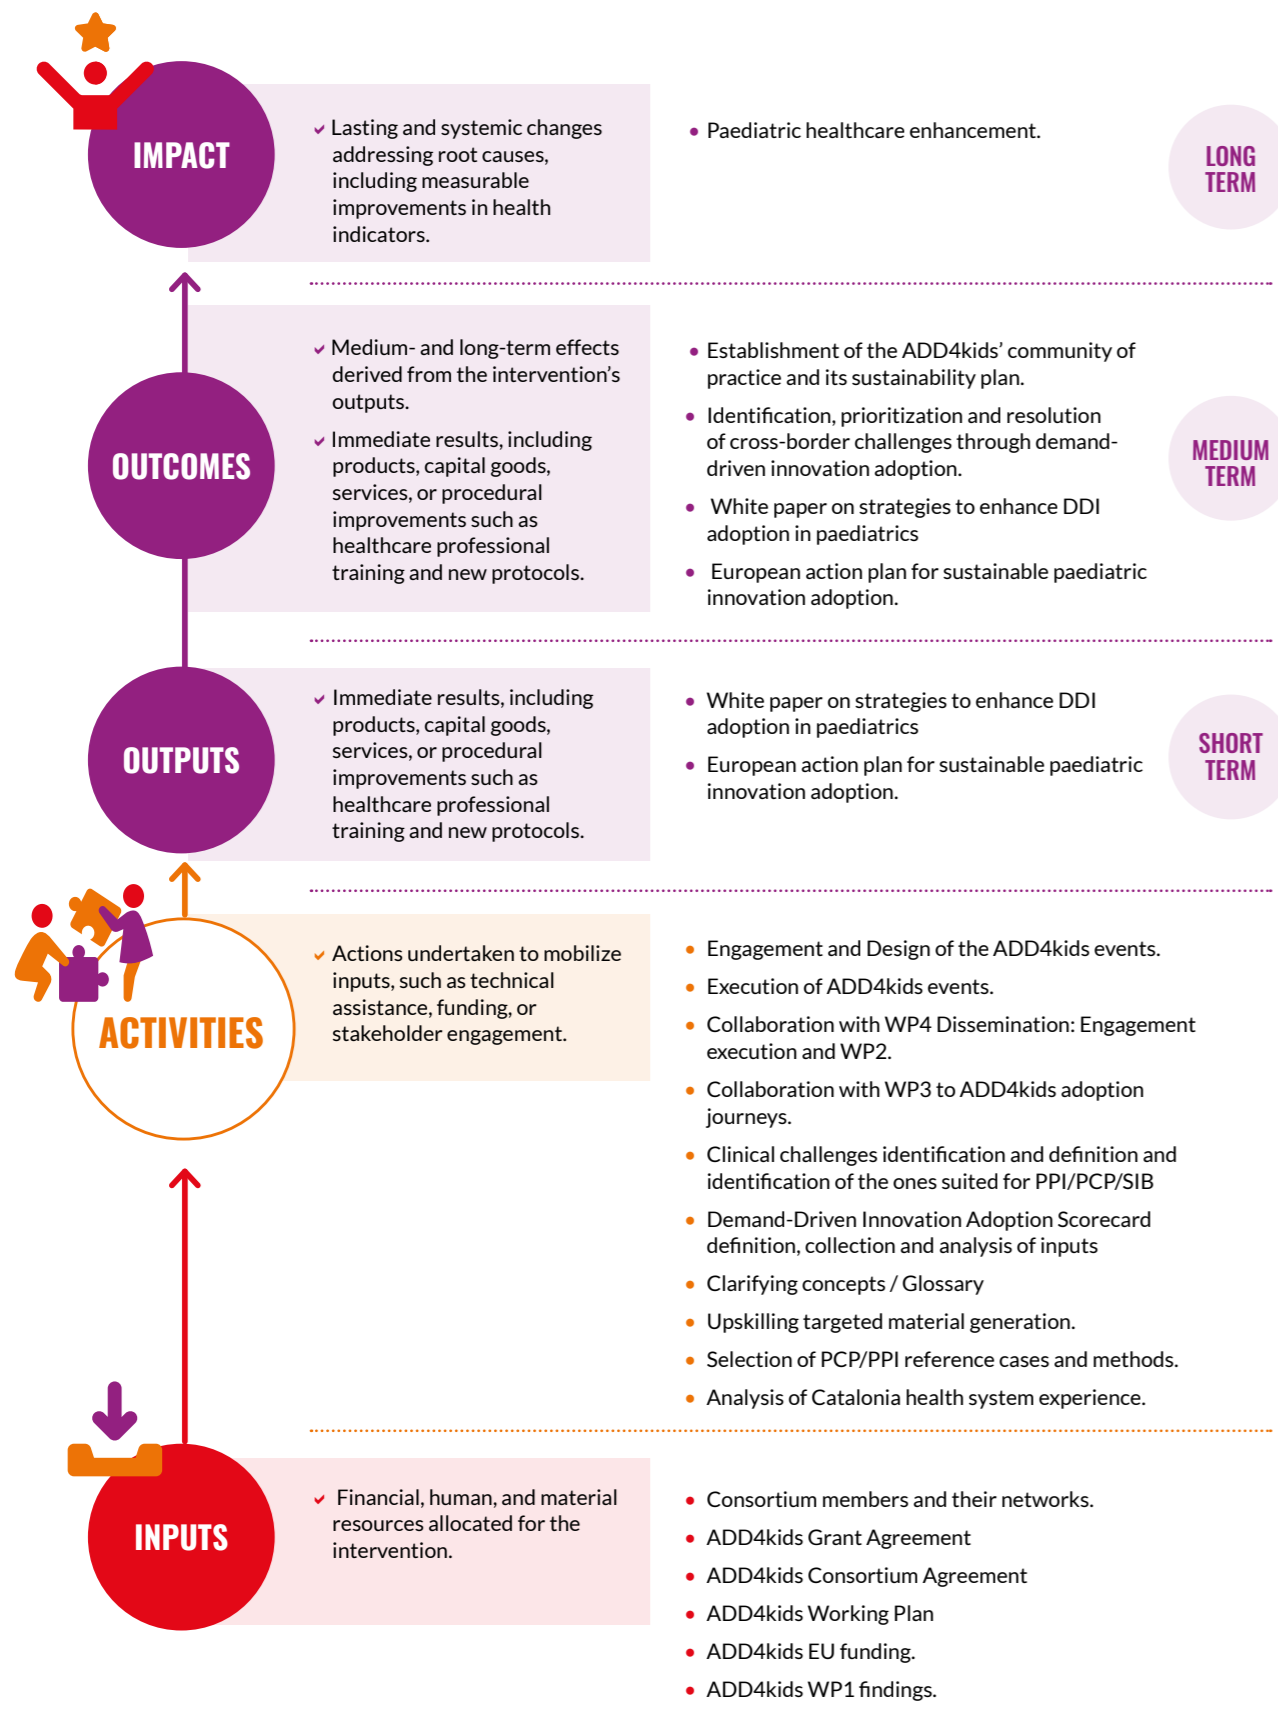 IMPACT
Lasting and systemic changes
addressing root causes,
including measurable
improvements in health
indicators.
• Paediatric healthcare enhancement.
LONG
TERM
OUTCOMES
Medium- and long-term effects
derived from the intervention’s
outputs.
Immediate results, including
products, capital goods,
services, or procedural
improvements such as
healthcare professional
training and new protocols.
• Establishment of the ADD4kids’ community of
practice and its sustainability plan.
• Identification, prioritization and resolution
of cross-border challenges through demand-
driven innovation adoption.
• White paper on strategies to enhance DDI
adoption in paediatrics
• European action plan for sustainable paediatric
innovation adoption.
MEDIUM
TERM
OUTPUTS
Immediate results, including
products, capital goods,
services, or procedural
improvements such as
healthcare professional
training and new protocols.
• White paper on strategies to enhance DDI
adoption in paediatrics
• European action plan for sustainable paediatric
innovation adoption.
SHORT
TERM
ACTIVITIES
Actions undertaken to mobilize
inputs, such as technical
assistance, funding, or
stakeholder engagement.
• Engagement and Design of the ADD4kids events.
• Execution of ADD4kids events.
• Collaboration with WP4 Dissemination: Engagement
execution and WP2.
• Collaboration with WP3 to ADD4kids adoption
journeys.
• Clinical challenges identification and definition and
identification of the ones suited for PPI/PCP/SIB
• Demand-Driven Innovation Adoption Scorecard
definition, collection and analysis of inputs
• Clarifying concepts / Glossary
• Upskilling targeted material generation.
• Selection of PCP/PPI reference cases and methods.
• Analysis of Catalonia health system experience.
INPUTS
Financial, human, and material
resources allocated for the
intervention.
• Consortium members and their networks.
• ADD4kids Grant Agreement
• ADD4kids Consortium Agreement
• ADD4kids Working Plan
• ADD4kids EU funding.
• ADD4kids WP1 findings.